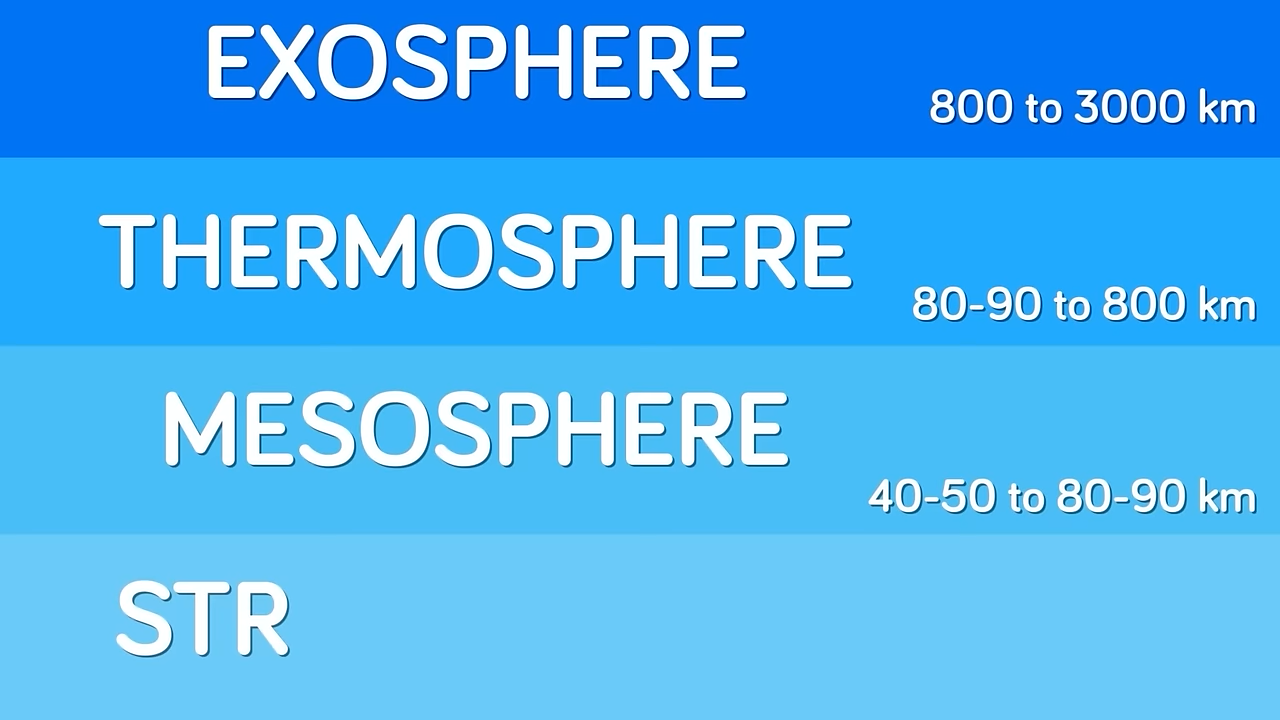 EXOSPHERE
800 to 3000 km
THERMOSPHERE
80-90 to 800 km
MESOSPHERE
40-50 to 80-90 km
STR